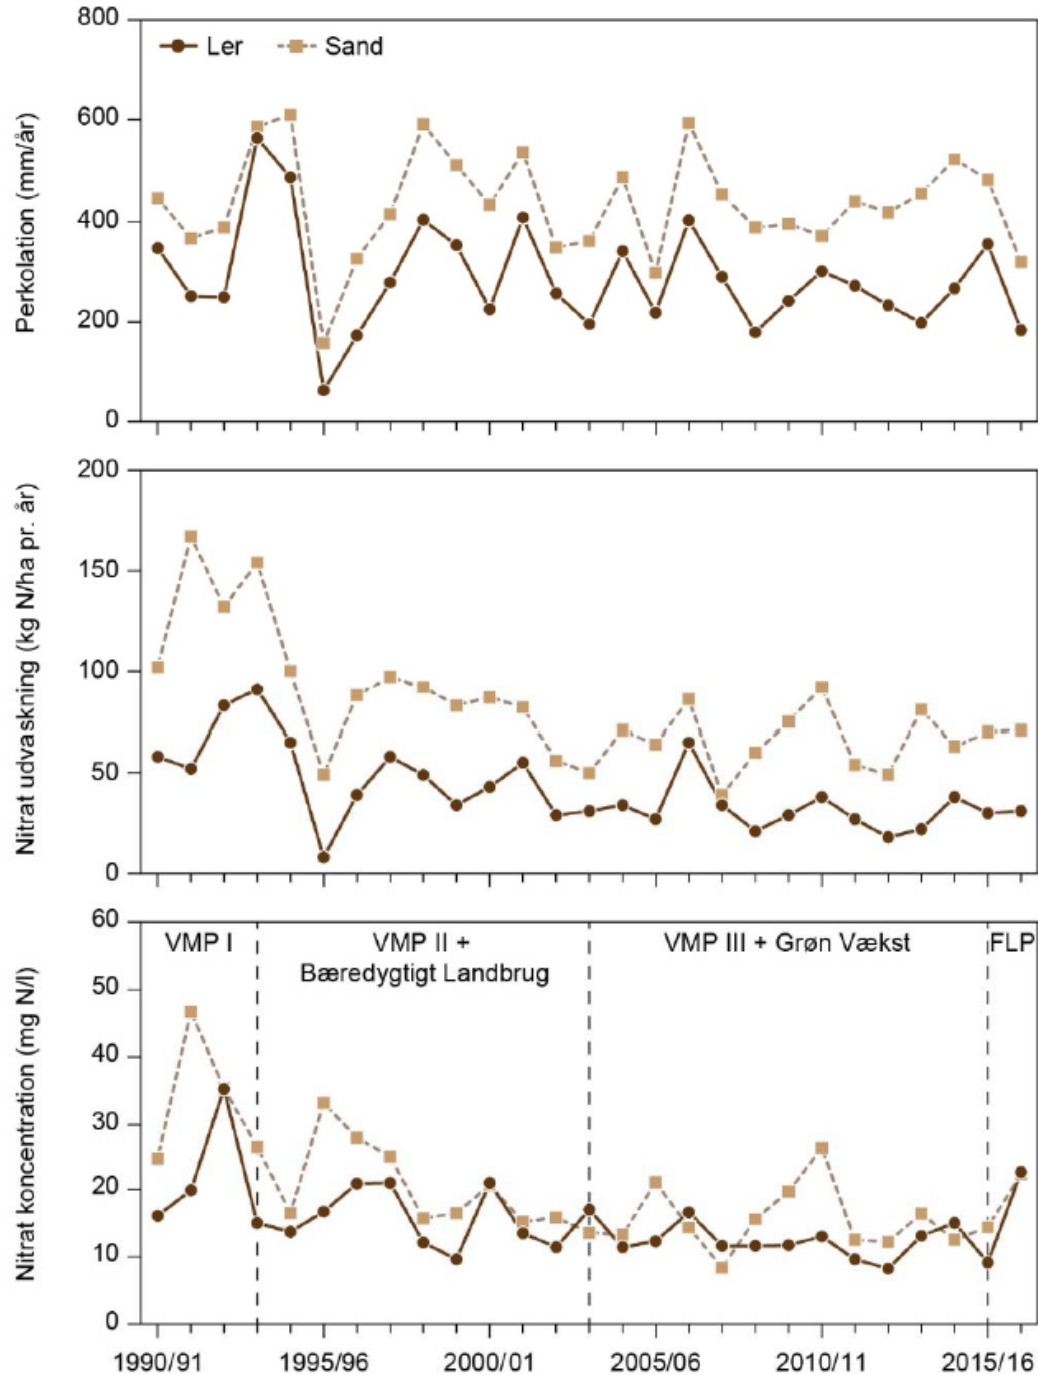 800
Ler
Sand
600
400
200
0
Perkolation (mm/år)
200
150
100
50
0
Nitrat udvaskning (kg N/ha pr. år)
60
VMP I
VMP II +
Bæredygtigt Landbrug
VMP III + Grøn Vækst
FLP
50
40
30
20
10
0
Nitrat koncentration (mg N/l)
1990/91
1995/96
2000/01
2005/06
2010/11
2015/16